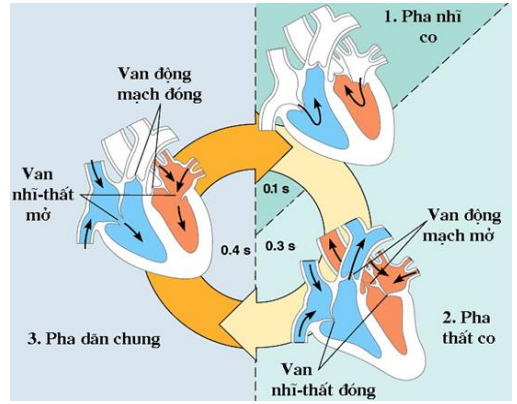 1. Pha nhĩ
co
Van động
mạch đóng
Van
nhĩ-thất
mở
0.1 s
0.4 s
0.3 s
Van động
mạch mở
2. Pha
thất co
3. Pha dãn chung
Van
nhĩ-thất đóng